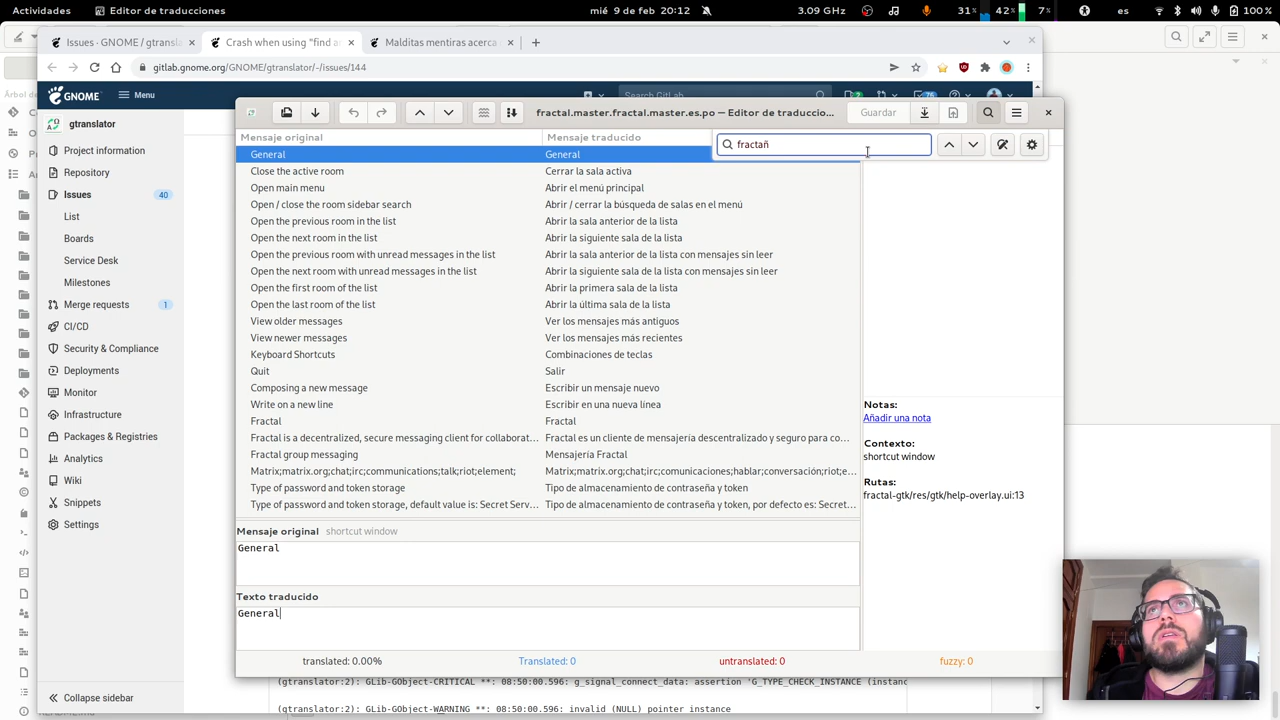 Actividades
Editor de traducciones
mié 9 de feb 20:12
3.09 GHz
31%
42%
7%
es
100 %
Issues · GNOME / gtransla
Crash when using "find a
Malditas mentiras acerca
gitlab.gnome.org/GNOME/gtranslator/-/issues/144
GNOME
Menu
Search GitLab
gtranslator
Project information
Repository
Issues 40
List
Boards
Service Desk
Milestones
Merge requests 1
CI/CD
Security & Compliance
Deployments
Monitor
Infrastructure
Packages & Registries
Analytics
Wiki
Snippets
Settings
Collapse sidebar
fractal.master.fractal.master.es.po — Editor de traduccio...
Guardar
Mensaje original Mensaje traducido
fractañ
General General
Close the active room Cerrar la sala activa
Open main menu Abrir el menú principal
Open / close the room sidebar search Abrir / cerrar la búsqueda de salas en el menú
Open the previous room in the list Abrir la sala anterior de la lista
Open the next room in the list Abrir la siguiente sala de la lista
Open the previous room with unread messages in the list Abrir la sala anterior de la lista con mensajes sin leer
Open the next room with unread messages in the list Abrir la siguiente sala de la lista con mensajes sin leer
Open the first room of the list Abrir la primera sala de la lista
Open the last room of the list Abrir la última sala de la lista
View older messages Ver los mensajes más antiguos
View newer messages Ver los mensajes más recientes
Keyboard Shortcuts Combinaciones de teclas
Quit Salir
Composing a new message Escribir un mensaje nuevo
Write on a new line Escribir en una nueva línea
Fractal Fractal
Fractal is a decentralized, secure messaging client for collaborat... Fractal es un cliente de mensajería descentralizado y seguro para co...
Fractal group messaging Mensajería Fractal
Matrix;matrix.org;chat;irc;communications;talk;riot;element; Matrix;matrix.org;chat;irc;comunicaciones;hablar;conversación;riot;e...
Type of password and token storage Tipo de almacenamiento de contraseña y token
Type of password and token storage, default value is: Secret Serv... Tipo de almacenamiento de contraseña y token, por defecto es: Secret...
Mensaje original shortcut window
General
Texto traducido
General
translated: 0.00% Translated: 0 untranslated: 0 fuzzy: 0
Notas:
Añadir una nota
Contexto:
shortcut window
Rutas:
fractal-gtk/res/gtk/help-overlay.ui:13
(gtranslator:2): GLib-GObject-CRITICAL **: 08:50:00.596: g_signal_connect_data: assertion 'G_TYPE_CHECK_INSTANCE (instanc
(gtranslator:2): GLib-GObject-WARNING **: 08:50:00.596: invalid (NULL) pointer instance